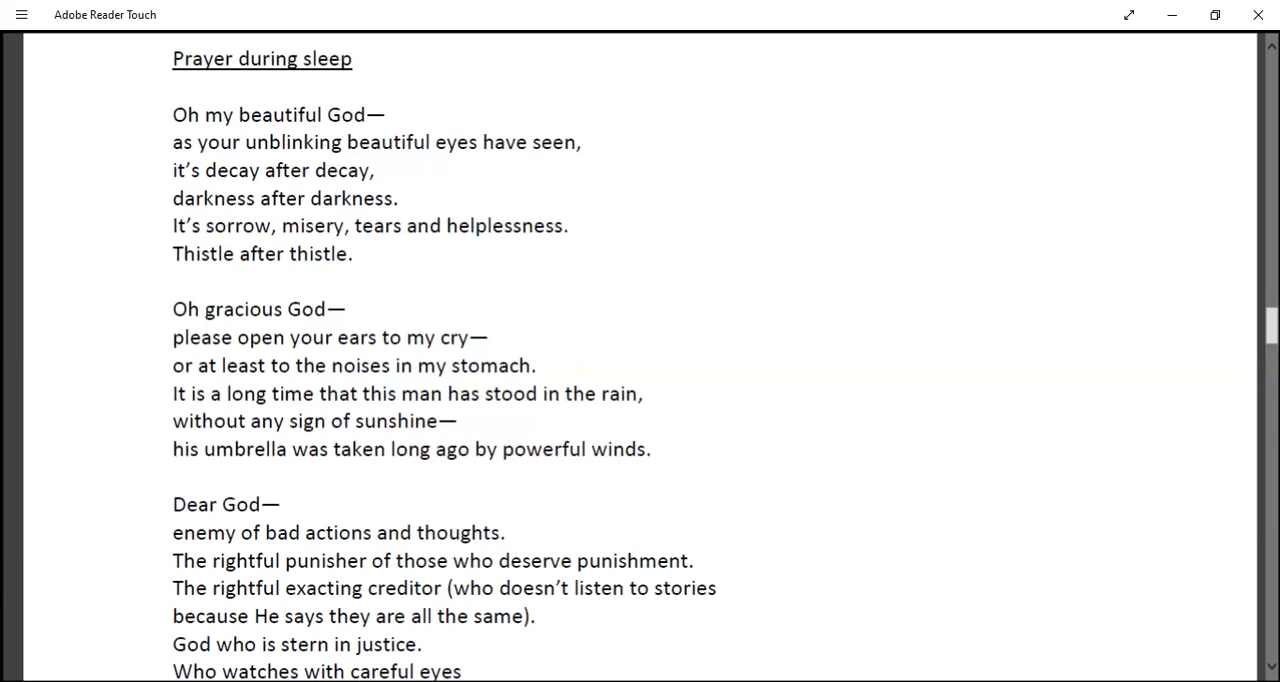 Adobe Reader Touch
Prayer during sleep
Oh my beautiful God—
as your unblinking beautiful eyes have seen,
it’s decay after decay,
darkness after darkness.
It’s sorrow, misery, tears and helplessness.
Thistle after thistle.
Oh gracious God—
please open your ears to my cry—
or at least to the noises in my stomach.
It is a long time that this man has stood in the rain,
without any sign of sunshine—
his umbrella was taken long ago by powerful winds.
Dear God—
enemy of bad actions and thoughts.
The rightful punisher of those who deserve punishment.
The rightful exacting creditor (who doesn’t listen to stories
because He says they are all the same).
God who is stern in justice.
Who watches with careful eyes